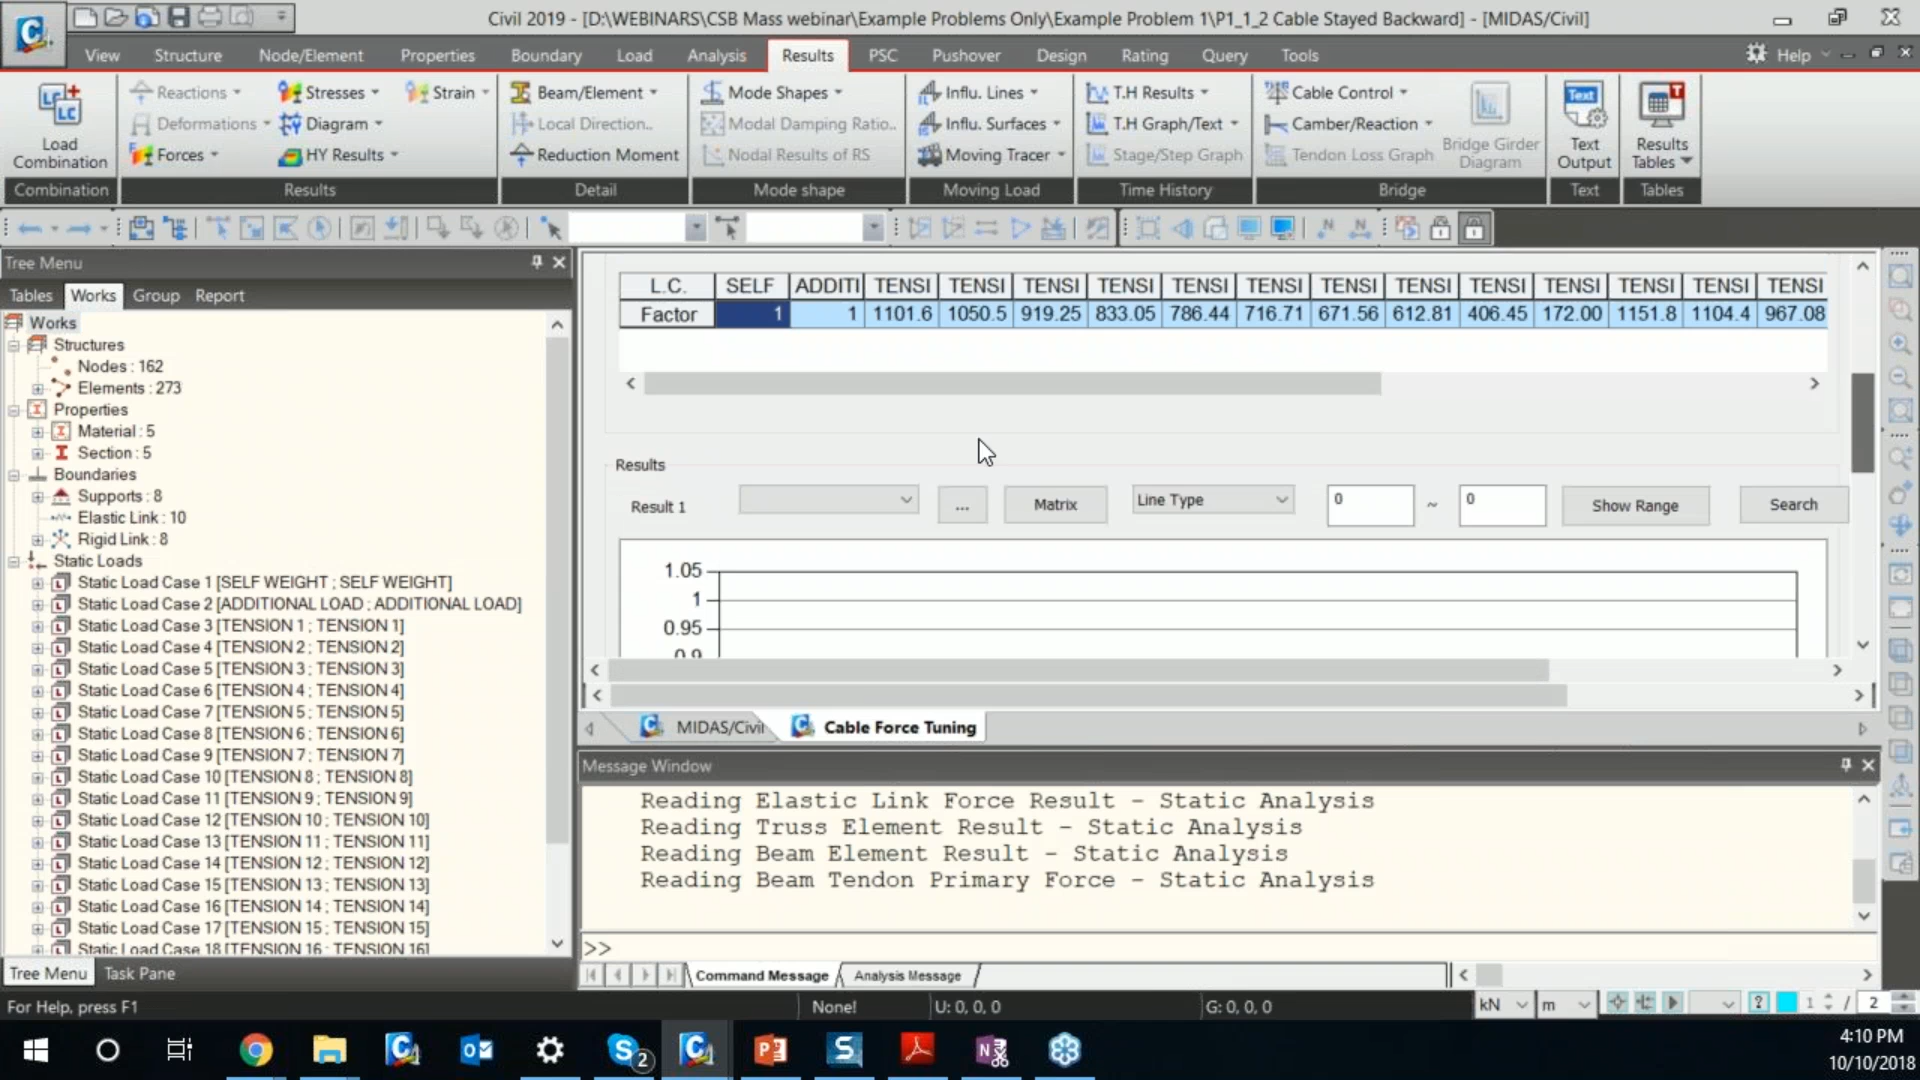 Civil 2019 - [D:\WEBINARS\CSB Mass webinar\Example Problems Only\Example Problem 1\P1_1_2 Cable Stayed Backward] - [MIDAS/Civil]
View Structure Node/Element Properties Boundary Load Analysis Results PSC Pushover Design Rating Query Tools Help
Load Combination
Combination
Reactions Stresses Strain
Deformations Diagram
Forces HY Results
Results
Beam/Element
Local Direction..
Reduction Moment
Detail
Mode Shapes
Modal Damping Ratio..
Nodal Results of RS
Mode shape
Influ. Lines
Influ. Surfaces
Moving Tracer
Moving Load
T.H Results
T.H Graph/Text
Stage/Step Graph
Time History
Cable Control
Camber/Reaction
Tendon Loss Graph
Bridge Girder Diagram
Bridge
Text Output
Text
Results Tables
Tables
Tree Menu
Tables Works Group Report
Works
Structures
Nodes : 162
Elements : 273
Properties
Material : 5
Section : 5
Boundaries
Supports : 8
Elastic Link : 10
Rigid Link : 8
Static Loads
Static Load Case 1 [SELF WEIGHT ; SELF WEIGHT]
Static Load Case 2 [ADDITIONAL LOAD ; ADDITIONAL LOAD]
Static Load Case 3 [TENSION 1 ; TENSION 1]
Static Load Case 4 [TENSION 2 ; TENSION 2]
Static Load Case 5 [TENSION 3 ; TENSION 3]
Static Load Case 6 [TENSION 4 ; TENSION 4]
Static Load Case 7 [TENSION 5 ; TENSION 5]
Static Load Case 8 [TENSION 6 ; TENSION 6]
Static Load Case 9 [TENSION 7 ; TENSION 7]
Static Load Case 10 [TENSION 8 ; TENSION 8]
Static Load Case 11 [TENSION 9 ; TENSION 9]
Static Load Case 12 [TENSION 10 ; TENSION 10]
Static Load Case 13 [TENSION 11 ; TENSION 11]
Static Load Case 14 [TENSION 12 ; TENSION 12]
Static Load Case 15 [TENSION 13 ; TENSION 13]
Static Load Case 16 [TENSION 14 ; TENSION 14]
Static Load Case 17 [TENSION 15 ; TENSION 15]
Static Load Case 18 [TENSION 16 ; TENSION 16]
Tree Menu Task Pane
L.C. SELF ADDITI TENSI TENSI TENSI TENSI TENSI TENSI TENSI TENSI TENSI TENSI TENSI TENSI TENSI
Factor 1 1 1101.6 1050.5 919.25 833.05 786.44 716.71 671.56 612.81 406.45 172.00 1151.8 1104.4 967.08
Results
Result 1 ... Matrix Line Type 0 ~ 0 Show Range Search
1.05
1
0.95
0.9
MIDAS/Civil Cable Force Tuning
Message Window
Reading Elastic Link Force Result - Static Analysis
Reading Truss Element Result - Static Analysis
Reading Beam Element Result - Static Analysis
Reading Beam Tendon Primary Force - Static Analysis
>>
Command Message Analysis Message
For Help, press F1 None! U: 0, 0, 0 G: 0, 0, 0 kN m 1 / 2
4:10 PM
10/10/2018